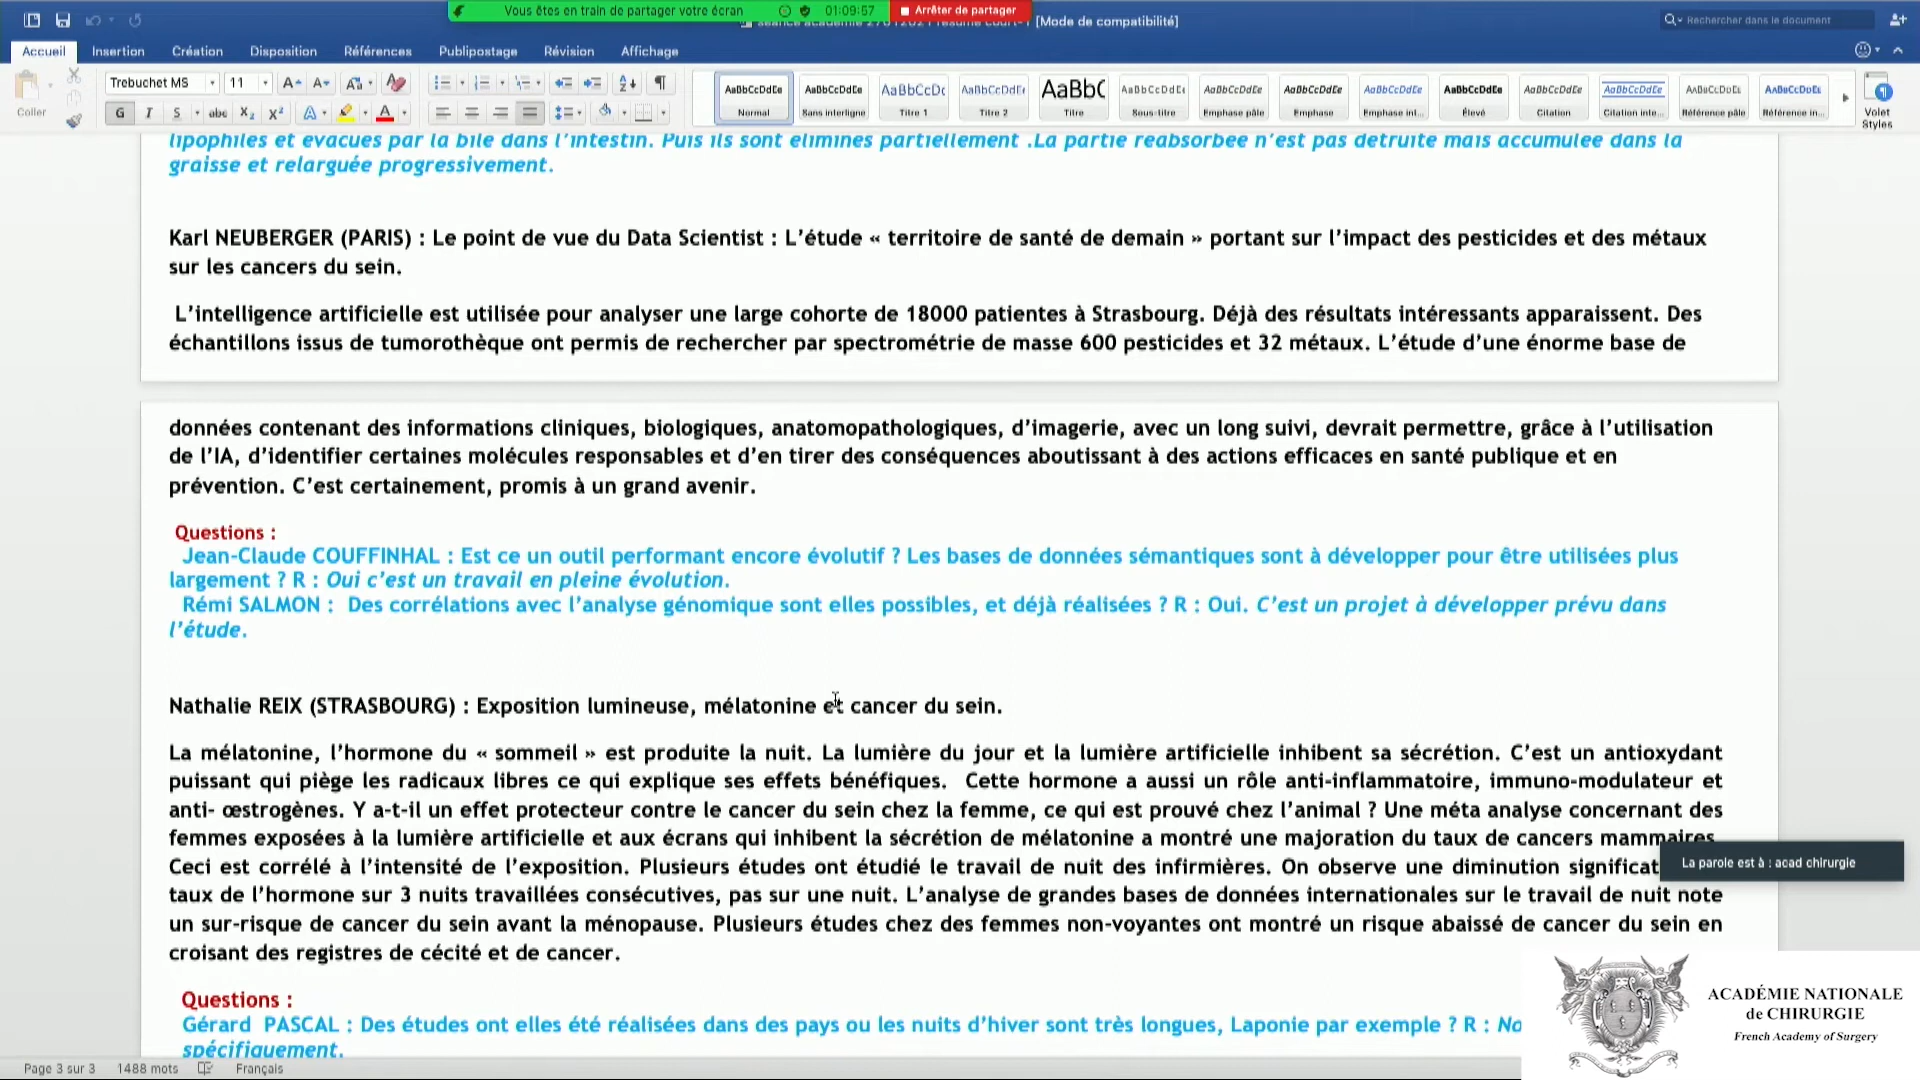 Vous êtes en train de partager votre écran
01:09:57
Arrêter de partager
[Mode de compatibilité]
Rechercher dans le document
Accueil Insertion Création Disposition Références Publipostage Révision Affichage
Coller
Trebuchet MS 11
G I S abc X₂ X²
AaBbCcDdEe Normal
AaBbCcDdEe Sans interligne
AaBbCcDc Titre 1
AaBbCcDdEe Titre 2
AaBbC Titre
AaBbCcDdEe Sous-titre
AaBbCcDdEe Emphase pâle
AaBbCcDdEe Emphase
AaBbCcDdEe Emphase int...
AaBbCcDdEe Élevé
AaBbCcDdEe Citation
AaBbCcDdEe Citation inte...
AaBbCcDdEe Référence pâle
AaBbCcDdEe Référence in...
Volet Styles
lipophiles et évacués par la bile dans l’intestin. Puis ils sont éliminés partiellement .La partie réabsorbée n’est pas détruite mais accumulée dans la
graisse et relarguée progressivement.
Karl NEUBERGER (PARIS) : Le point de vue du Data Scientist : L’étude « territoire de santé de demain » portant sur l’impact des pesticides et des métaux
sur les cancers du sein.
L’intelligence artificielle est utilisée pour analyser une large cohorte de 18000 patientes à Strasbourg. Déjà des résultats intéressants apparaissent. Des
échantillons issus de tumorothèque ont permis de rechercher par spectrométrie de masse 600 pesticides et 32 métaux. L’étude d’une énorme base de
données contenant des informations cliniques, biologiques, anatomopathologiques, d’imagerie, avec un long suivi, devrait permettre, grâce à l’utilisation
de l’IA, d’identifier certaines molécules responsables et d’en tirer des conséquences aboutissant à des actions efficaces en santé publique et en
prévention. C’est certainement, promis à un grand avenir.
Questions :
Jean-Claude COUFFINHAL : Est ce un outil performant encore évolutif ? Les bases de données sémantiques sont à développer pour être utilisées plus
largement ? R : Oui c’est un travail en pleine évolution.
Rémi SALMON : Des corrélations avec l’analyse génomique sont elles possibles, et déjà réalisées ? R : Oui. C’est un projet à développer prévu dans
l’étude.
Nathalie REIX (STRASBOURG) : Exposition lumineuse, mélatonine et cancer du sein.
La mélatonine, l’hormone du « sommeil » est produite la nuit. La lumière du jour et la lumière artificielle inhibent sa sécrétion. C’est un antioxydant
puissant qui piège les radicaux libres ce qui explique ses effets bénéfiques. Cette hormone a aussi un rôle anti-inflammatoire, immuno-modulateur et
anti- œstrogènes. Y a-t-il un effet protecteur contre le cancer du sein chez la femme, ce qui est prouvé chez l’animal ? Une méta analyse concernant des
femmes exposées à la lumière artificielle et aux écrans qui inhibent la sécrétion de mélatonine a montré une majoration du taux de cancers mammaires.
Ceci est corrélé à l’intensité de l’exposition. Plusieurs études ont étudié le travail de nuit des infirmières. On observe une diminution significat
La parole est à : acad chirurgie
taux de l’hormone sur 3 nuits travaillées consécutives, pas sur une nuit. L’analyse de grandes bases de données internationales sur le travail de nuit note
un sur-risque de cancer du sein avant la ménopause. Plusieurs études chez des femmes non-voyantes ont montré un risque abaissé de cancer du sein en
croisant des registres de cécité et de cancer.
Questions :
Gérard PASCAL : Des études ont elles été réalisées dans des pays ou les nuits d’hiver sont très longues, Laponie par exemple ? R : No
spécifiquement.
ACADÉMIE NATIONALE
de CHIRURGIE
French Academy of Surgery
Page 3 sur 3 1488 mots Français